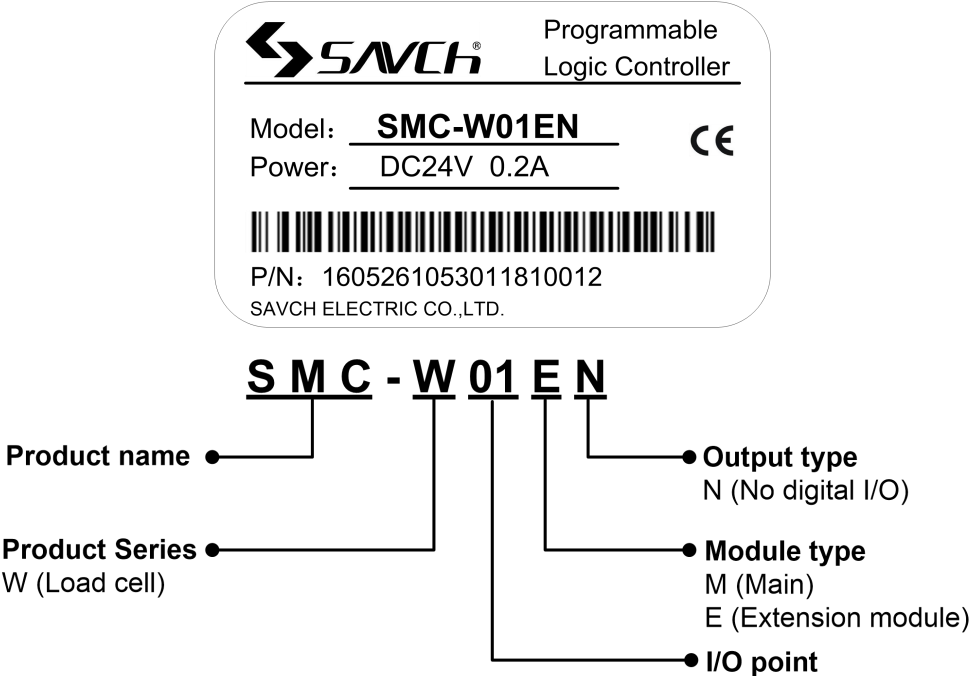 SAVCH®
Programmable
Logic Controller
Model: SMC-W01EN
Power: DC24V 0.2A
CE
P/N: 1605261053011810012
SAVCH ELECTRIC CO.,LTD.
SMC-W01EN
Product name
Output type
N (No digital I/O)
Product Series
W (Load cell)
Module type
M (Main)
E (Extension module)
I/O point